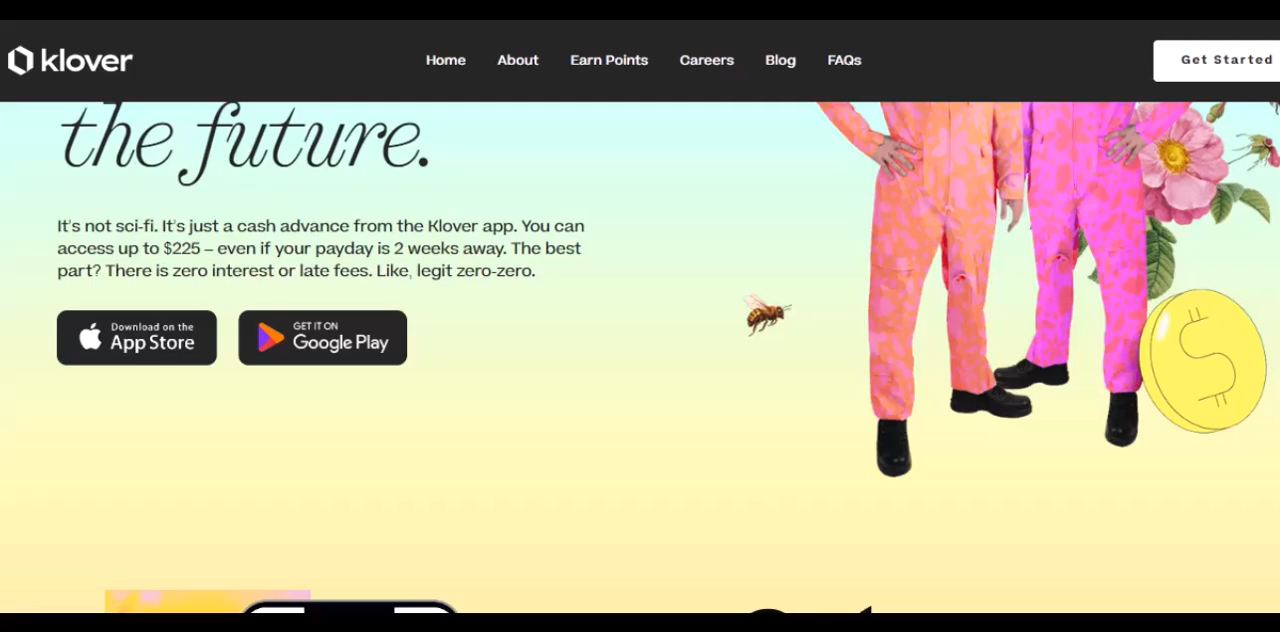 klover
Home
About
Earn Points
Careers
Blog
FAQs
Get Started
the future.
It's not sci-fi. It's just a cash advance from the Klover app. You can
access up to $225 – even if your payday is 2 weeks away. The best
part? There is zero interest or late fees. Like, legit zero-zero.
Download on the
App Store
GET IT ON
Google Play
$